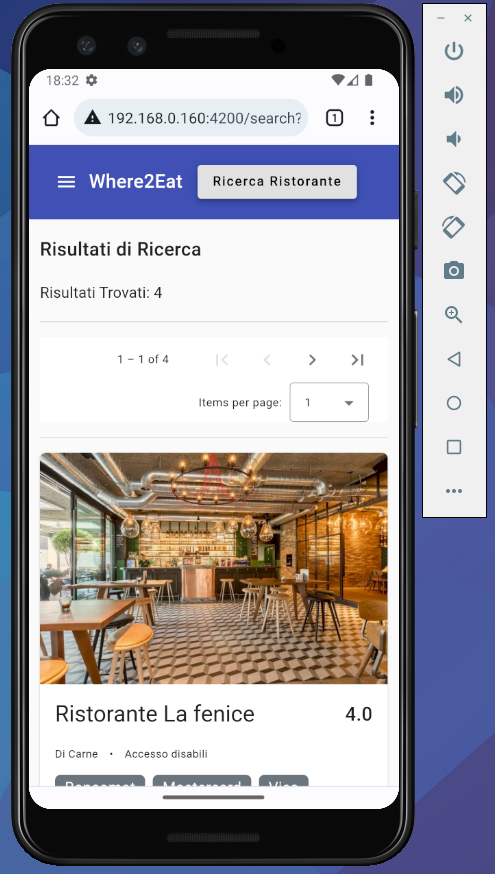 18:32
192.168.0.160:4200/search?
1
Where2Eat
Ricerca Ristorante
Risultati di Ricerca
Risultati Trovati: 4
1 – 1 of 4
Items per page: 1
Ristorante La fenice 4.0
Di Carne • Accesso disabili
Bancomat Mastercard Visa